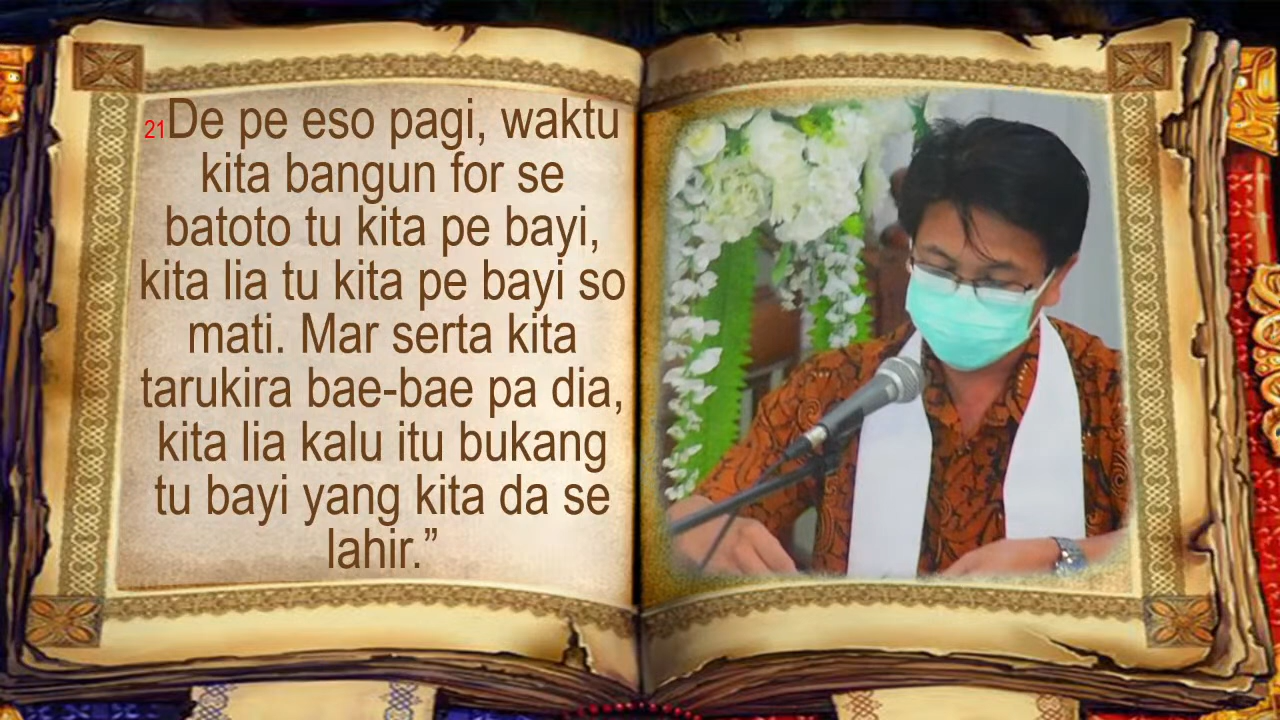 21De pe eso pagi, waktu
kita bangun for se
batoto tu kita pe bayi,
kita lia tu kita pe bayi so
mati. Mar serta kita
tarukira bae-bae pa dia,
kita lia kalu itu bukang
tu bayi yang kita da se
lahir.”